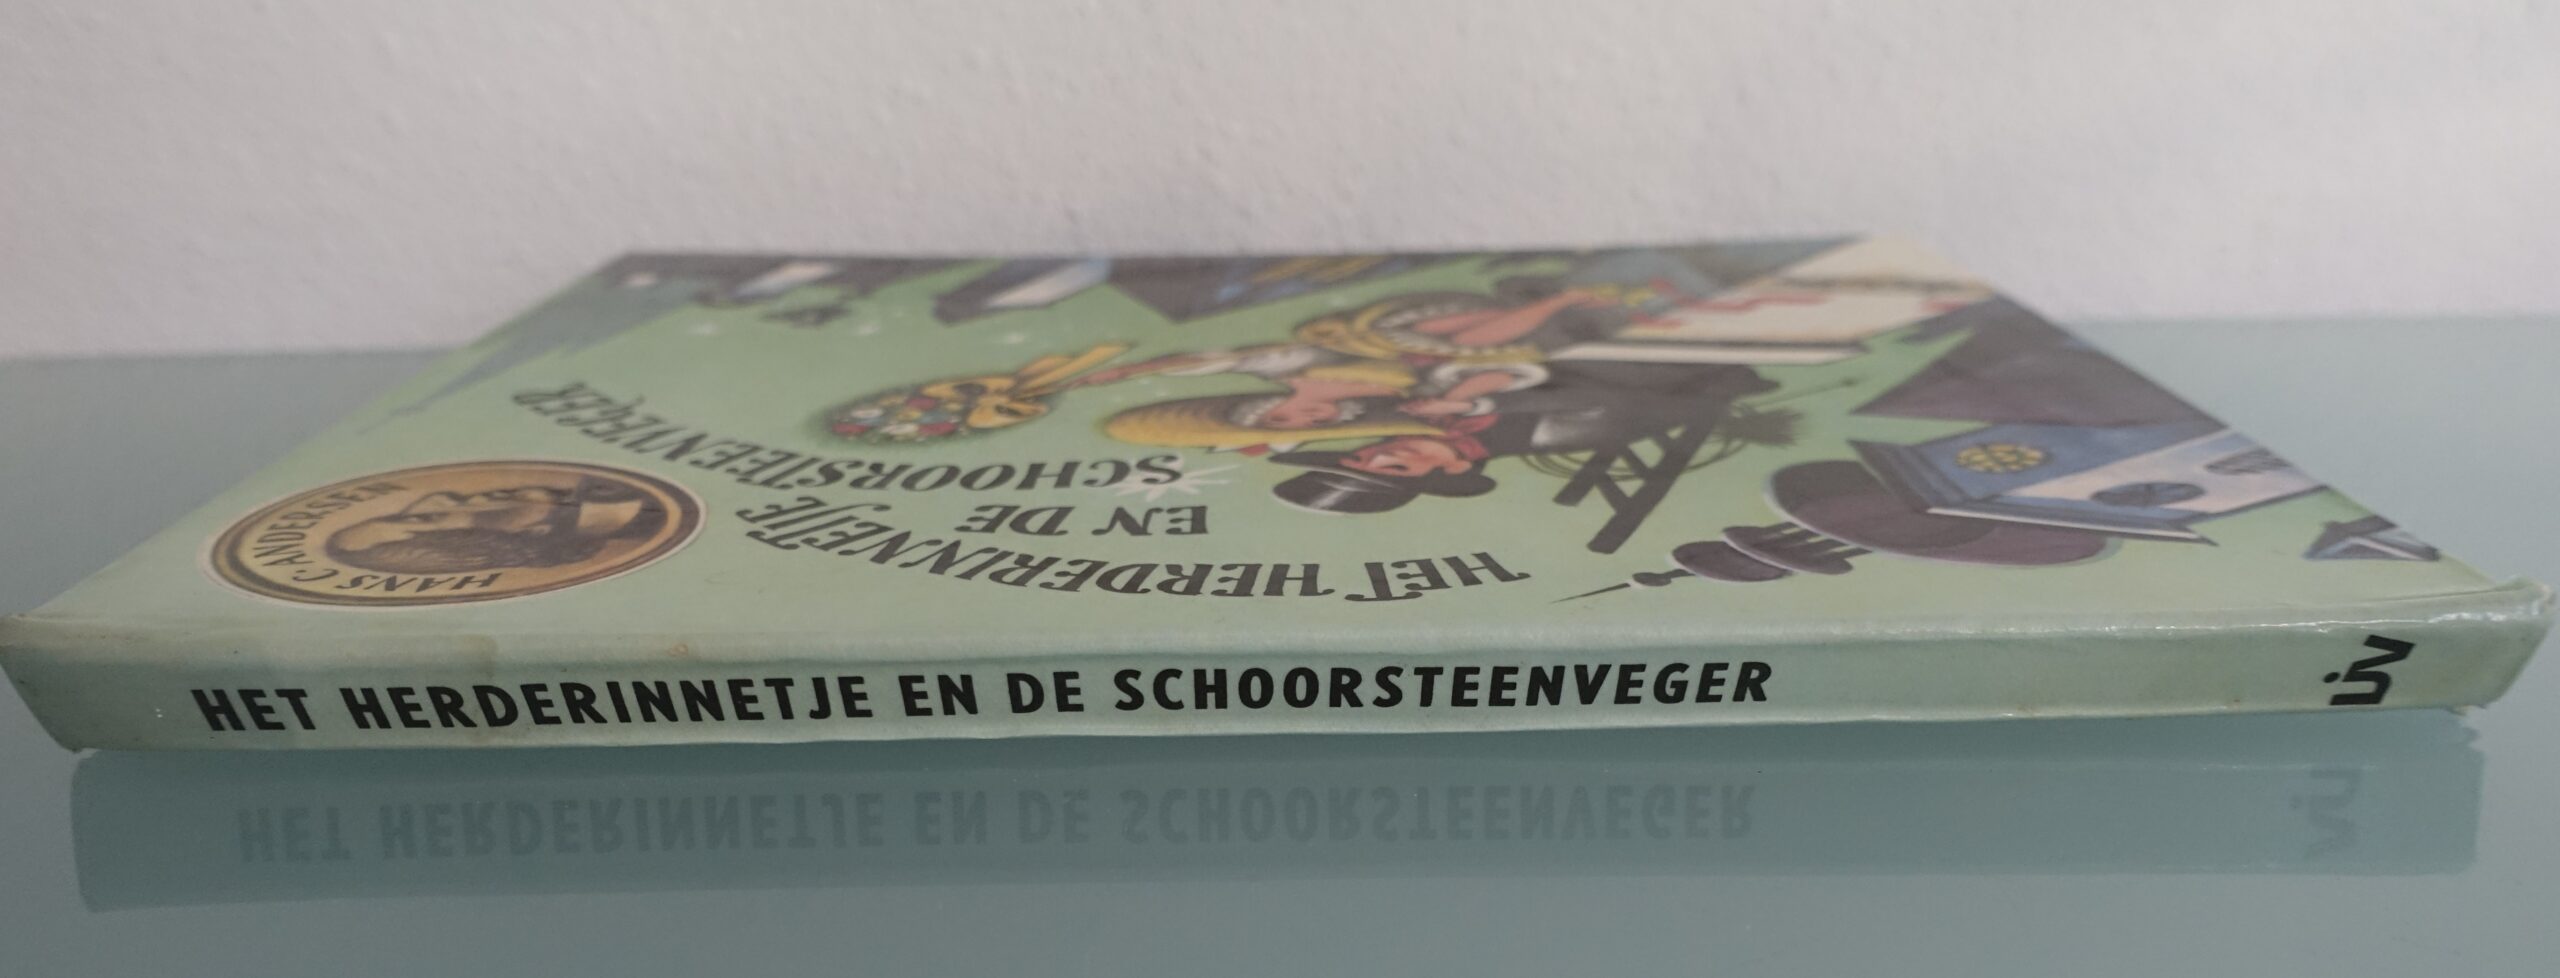 HANS C ANDERSEN
HET HERDERINNETJE
EN DE
SCHOORSTEENVEGER
HET HERDERINNETJE EN DE SCHOORSTEENVEGER